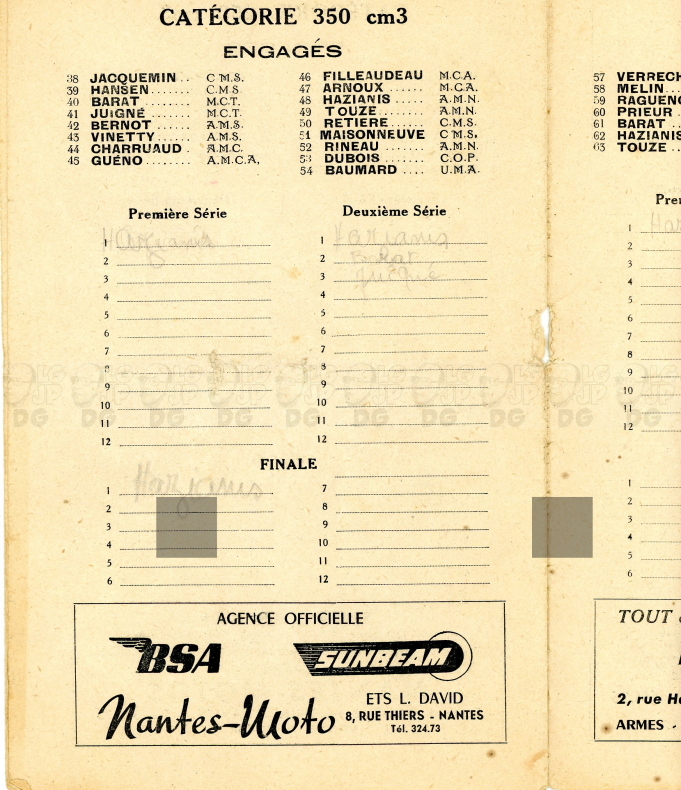 CATÉGORIE 350 cm3
ENGAGÉS
38 JACQUEMIN .. C.M.S.
39 HANSEN ........ C.M.S
40 BARAT ........ M.C.T.
41 JUIGNÉ ........ M.C.T.
42 BERNOT ...... A.M.S.
43 VINETTY ...... A.M.S.
44 CHARRUAUD . A.M.C.
45 GUÉNO ........ A.M.C.A.
46 FILLEAUDEAU M.C.A.
47 ARNOUX ...... M.C.A.
48 HAZIANIS ..... A.M.N.
49 TOUZE ........ A.M.N.
50 RETIERE ...... C.M.S.
51 MAISONNEUVE C.M.S.
52 RINEAU ....... A.M.N.
53 DUBOIS ....... C.O.P.
54 BAUMARD .... U.M.A.
Première Série
1 Hazianis
2
3
4
5
6
7
8
9
10
11
12
Deuxième Série
1 Hazianis
2 Barat
3 Juigné
4
5
6
7
8
9
10
11
12
FINALE
Hazianis
1
2
3
4
5
6
7
8
9
10
11
12
AGENCE OFFICIELLE
BSA
SUNBEAM
Nantes-Moto
ETS L. DAVID
8, RUE THIERS - NANTES
Tél. 324.73
57 VERRECH
58 MELIN
59 RAGUENO
60 PRIEUR
61 BARAT
62 HAZIANIS
63 TOUZE
Prem
1 Ha
2
3
4
5
6
7
8
9
10
11
12
1
2
3
4
5
6
TOUT
2, rue Ha
ARMES -